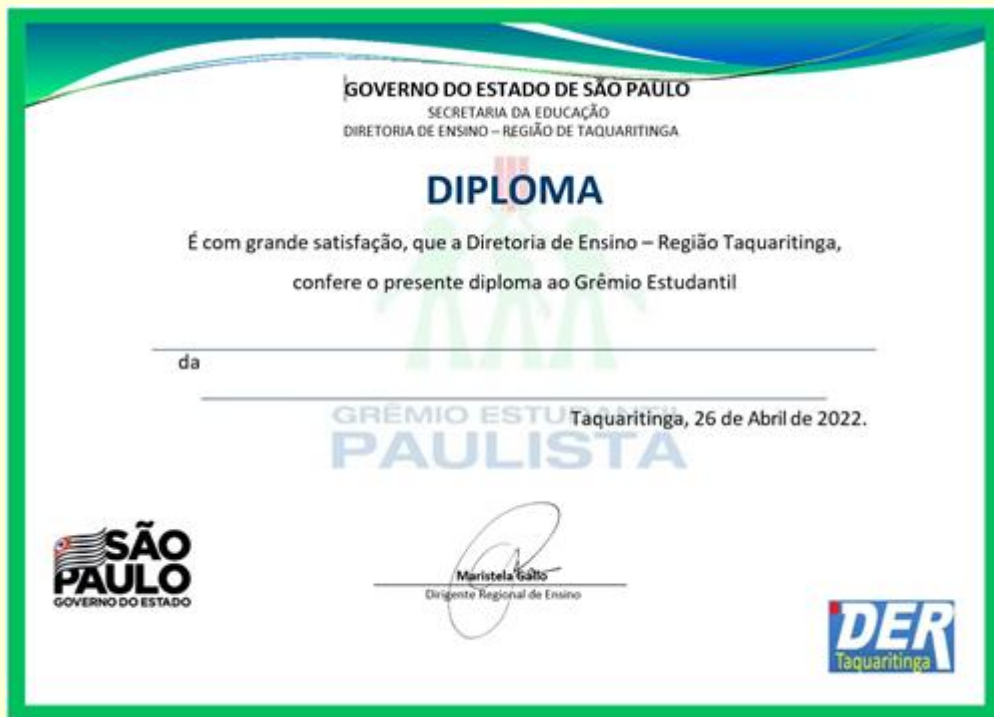 GOVERNO DO ESTADO DE SÃO PAULO
SECRETARIA DA EDUCAÇÃO
DIRETORIA DE ENSINO – REGIÃO DE TAQUARITINGA
DIPLOMA
É com grande satisfação, que a Diretoria de Ensino – Região Taquaritinga,
confere o presente diploma ao Grêmio Estudantil
da
GRÊMIO ESTUDANTIL
PAULISTA
Taquaritinga, 26 de Abril de 2022.
SÃO
PAULO
GOVERNO DO ESTADO
Maristela Gallo
Dirigente Regional de Ensino
DER
Taquaritinga